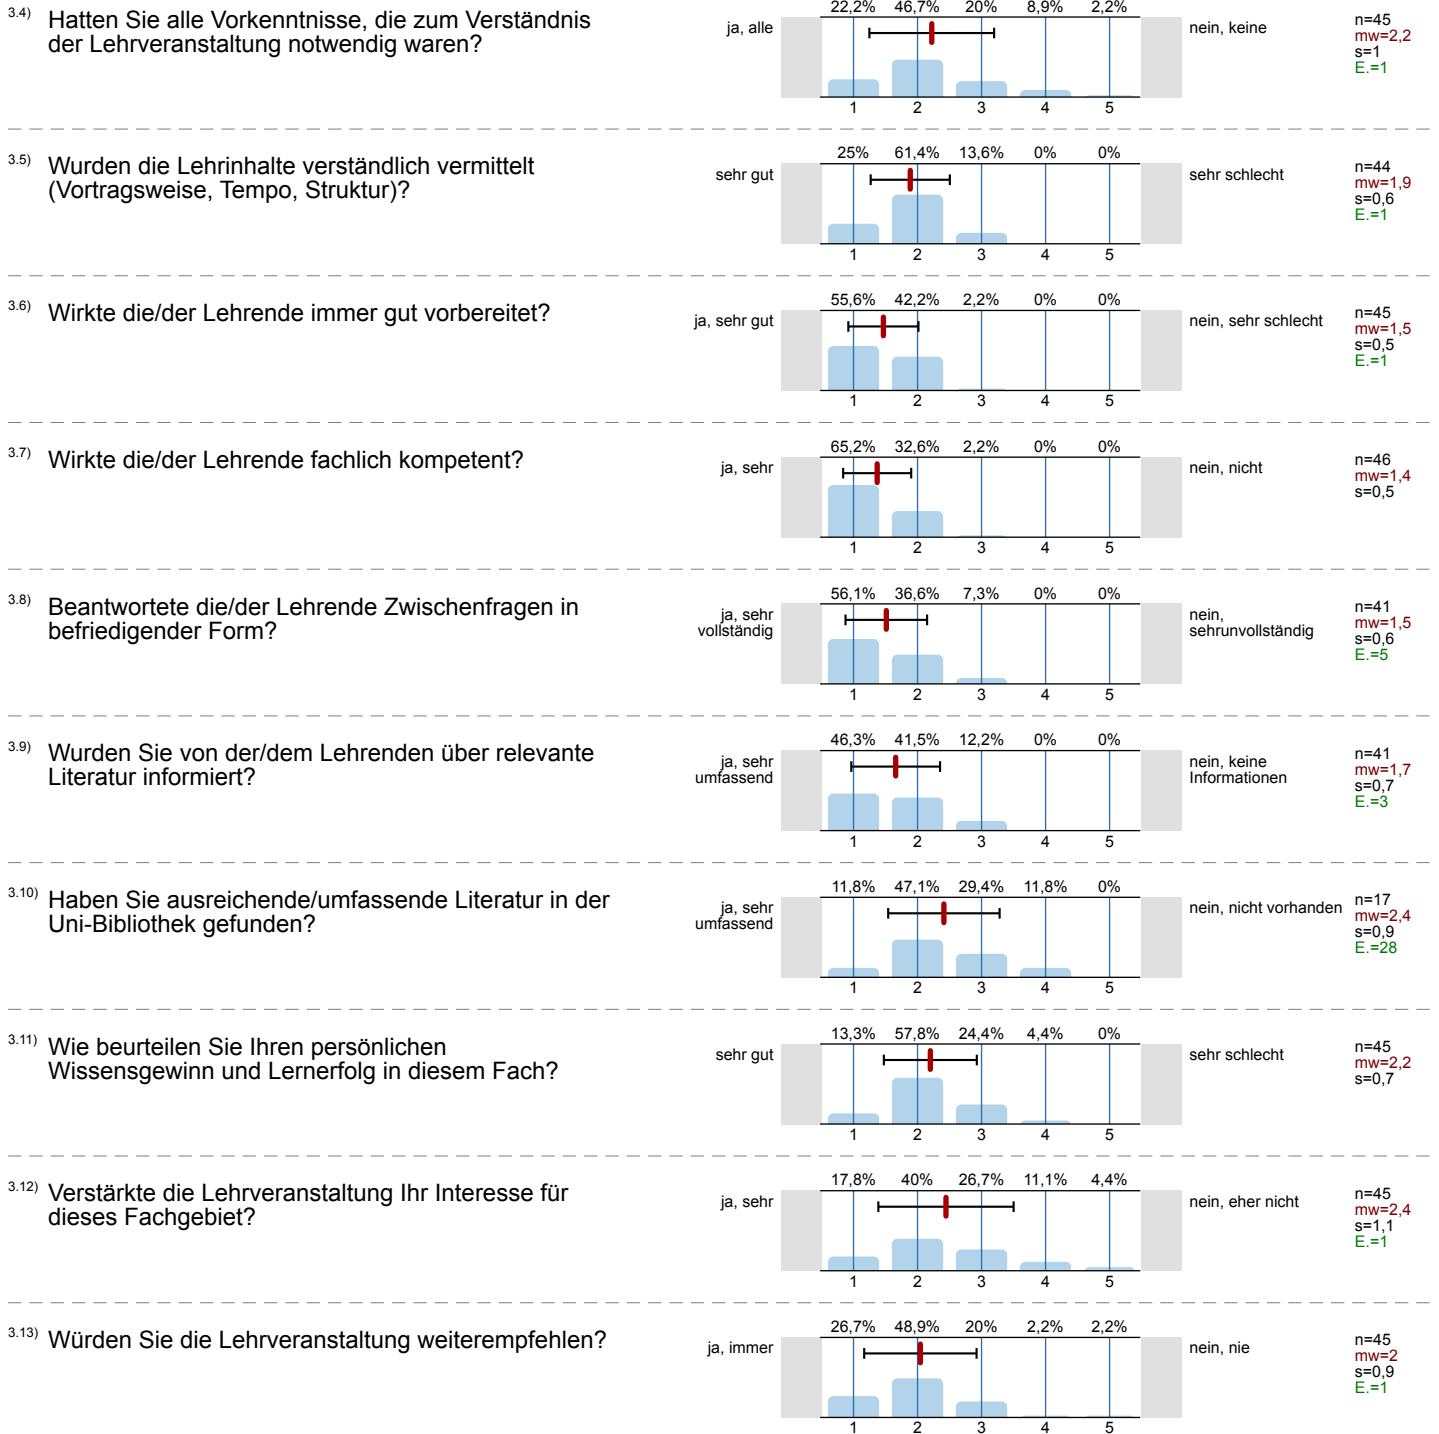 3.4) Hatten Sie alle Vorkenntnisse, die zum Verständnis
der Lehrveranstaltung notwendig waren?
22,2% 46,7% 20% 8,9% 2,2%
ja, alle
nein, keine
n=45
mw=2,2
s=1
E.=1
1 2 3 4 5
3.5) Wurden die Lehrinhalte verständlich vermittelt
(Vortragsweise, Tempo, Struktur)?
25% 61,4% 13,6% 0% 0%
sehr gut
sehr schlecht
n=44
mw=1,9
s=0,6
E.=1
1 2 3 4 5
3.6) Wirkte die/der Lehrende immer gut vorbereitet?
55,6% 42,2% 2,2% 0% 0%
ja, sehr gut
nein, sehr schlecht
n=45
mw=1,5
s=0,5
E.=1
1 2 3 4 5
3.7) Wirkte die/der Lehrende fachlich kompetent?
65,2% 32,6% 2,2% 0% 0%
ja, sehr
nein, nicht
n=46
mw=1,4
s=0,5
1 2 3 4 5
3.8) Beantwortete die/der Lehrende Zwischenfragen in
befriedigender Form?
56,1% 36,6% 7,3% 0% 0%
ja, sehr
vollständig
nein,
sehrunvollständig
n=41
mw=1,5
s=0,6
E.=5
1 2 3 4 5
3.9) Wurden Sie von der/dem Lehrenden über relevante
Literatur informiert?
46,3% 41,5% 12,2% 0% 0%
ja, sehr
umfassend
nein, keine
Informationen
n=41
mw=1,7
s=0,7
E.=3
1 2 3 4 5
3.10) Haben Sie ausreichende/umfassende Literatur in der
Uni-Bibliothek gefunden?
11,8% 47,1% 29,4% 11,8% 0%
ja, sehr
umfassend
nein, nicht vorhanden
n=17
mw=2,4
s=0,9
E.=28
1 2 3 4 5
3.11) Wie beurteilen Sie Ihren persönlichen
Wissensgewinn und Lernerfolg in diesem Fach?
13,3% 57,8% 24,4% 4,4% 0%
sehr gut
sehr schlecht
n=45
mw=2,2
s=0,7
1 2 3 4 5
3.12) Verstärkte die Lehrveranstaltung Ihr Interesse für
dieses Fachgebiet?
17,8% 40% 26,7% 11,1% 4,4%
ja, sehr
nein, eher nicht
n=45
mw=2,4
s=1,1
E.=1
1 2 3 4 5
3.13) Würden Sie die Lehrveranstaltung weiterempfehlen?
26,7% 48,9% 20% 2,2% 2,2%
ja, immer
nein, nie
n=45
mw=2
s=0,9
E.=1
1 2 3 4 5